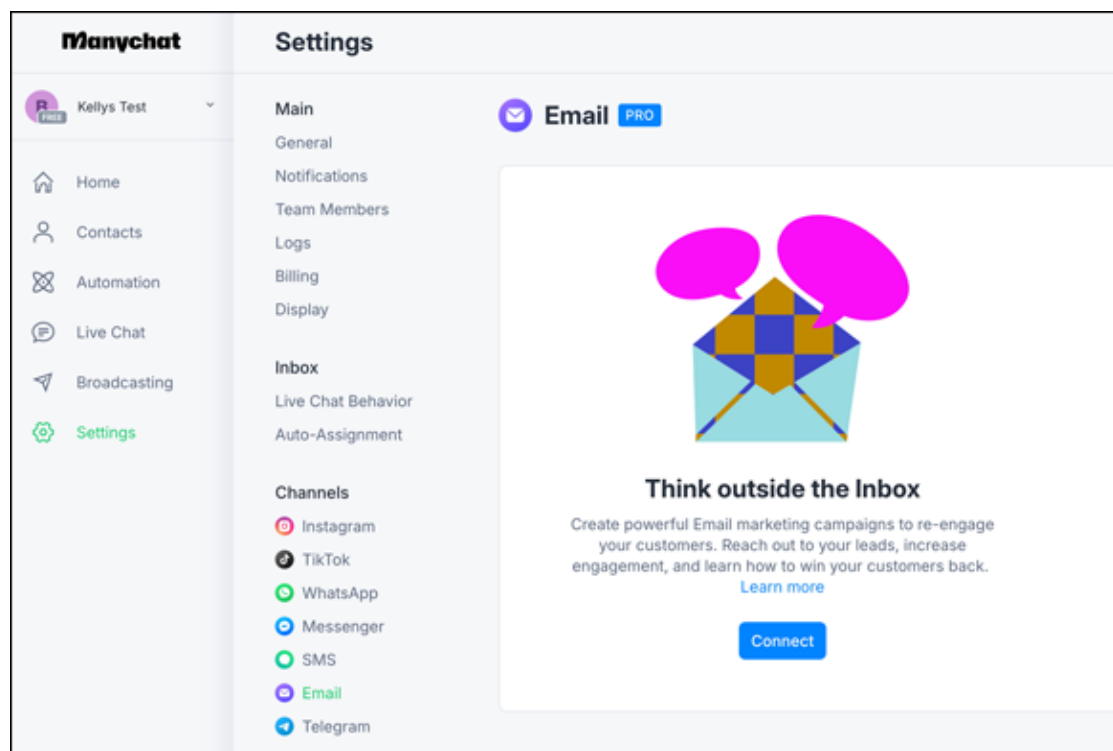 Manychat
Settings
B
FREE
Kellys Test
Home
Contacts
Automation
Live Chat
Broadcasting
Settings
Main
General
Notifications
Team Members
Logs
Billing
Display
Inbox
Live Chat Behavior
Auto-Assignment
Channels
Instagram
TikTok
WhatsApp
Messenger
SMS
Email
Telegram
Email PRO
Think outside the Inbox
Create powerful Email marketing campaigns to re-engage
your customers. Reach out to your leads, increase
engagement, and learn how to win your customers back.
Learn more
Connect